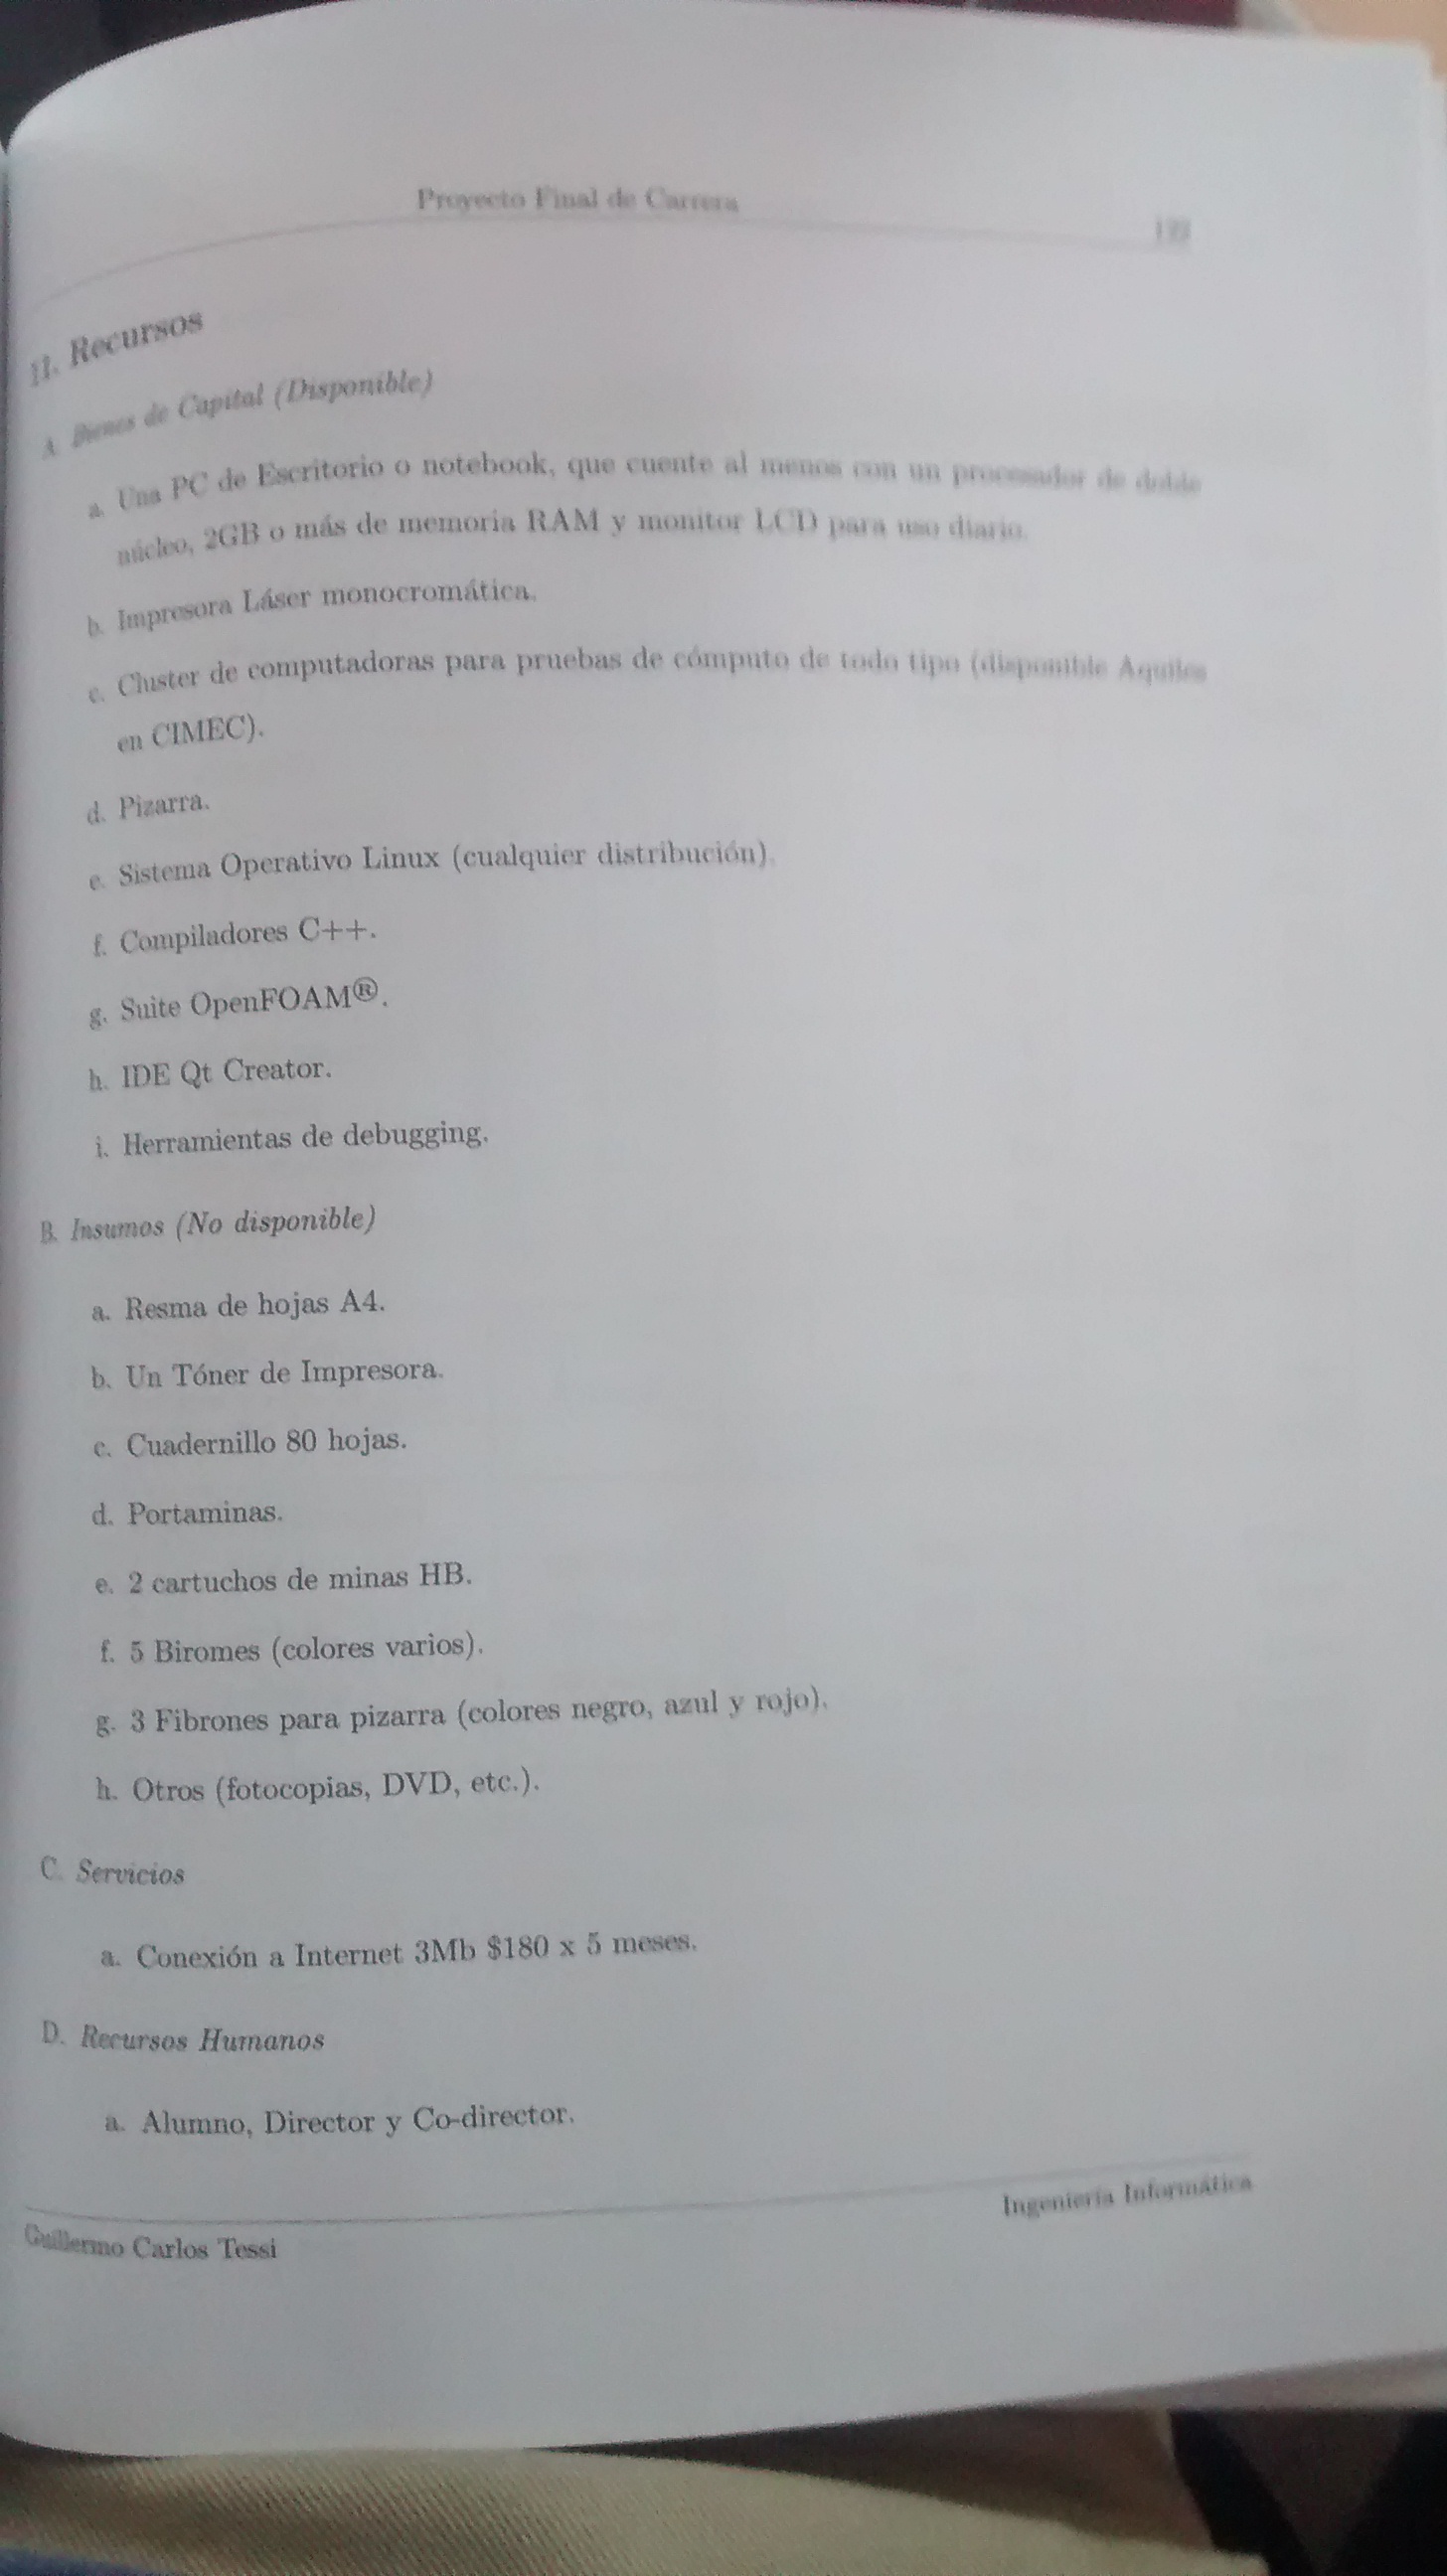 Proyecto Final de Carrera
11. Recursos
A. Bienes de Capital (Disponible)
a. Una PC de Escritorio o notebook, que cuente al menos con un procesador de doble
núcleo, 2GB o más de memoria RAM y monitor LCD para uso diario.
b. Impresora Láser monocromática.
c. Cluster de computadoras para pruebas de cómputo de todo tipo (disponible Aquiles
en CIMEC).
d. Pizarra.
e. Sistema Operativo Linux (cualquier distribución).
f. Compiladores C++.
g. Suite OpenFOAM®.
h. IDE Qt Creator.
i. Herramientas de debugging.
B. Insumos (No disponible)
a. Resma de hojas A4.
b. Un Tóner de Impresora.
c. Cuadernillo 80 hojas.
d. Portaminas.
e. 2 cartuchos de minas HB.
f. 5 Biromes (colores varios).
g. 3 Fibrones para pizarra (colores negro, azul y rojo).
h. Otros (fotocopias, DVD, etc.).
C. Servicios
a. Conexión a Internet 3Mb $180 x 5 meses.
D. Recursos Humanos
a. Alumno, Director y Co-director.
Guillermo Carlos Tessi
Ingeniería Informática